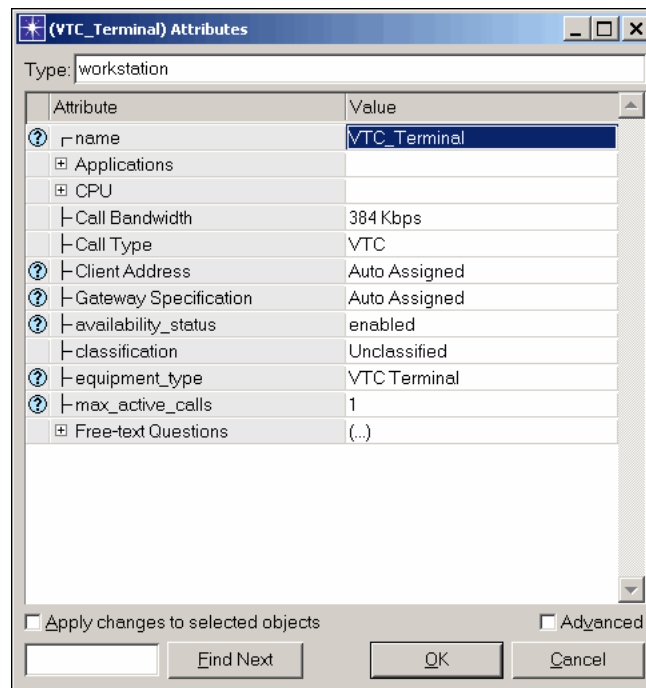 (VTC_Terminal) Attributes
Type: workstation
Attribute Value
name VTC_Terminal
Applications
CPU
Call Bandwidth 384 Kbps
Call Type VTC
Client Address Auto Assigned
Gateway Specification Auto Assigned
availability_status enabled
classification Unclassified
equipment_type VTC Terminal
max_active_calls 1
Free-text Questions (...)
Apply changes to selected objects Advanced
Find Next OK Cancel